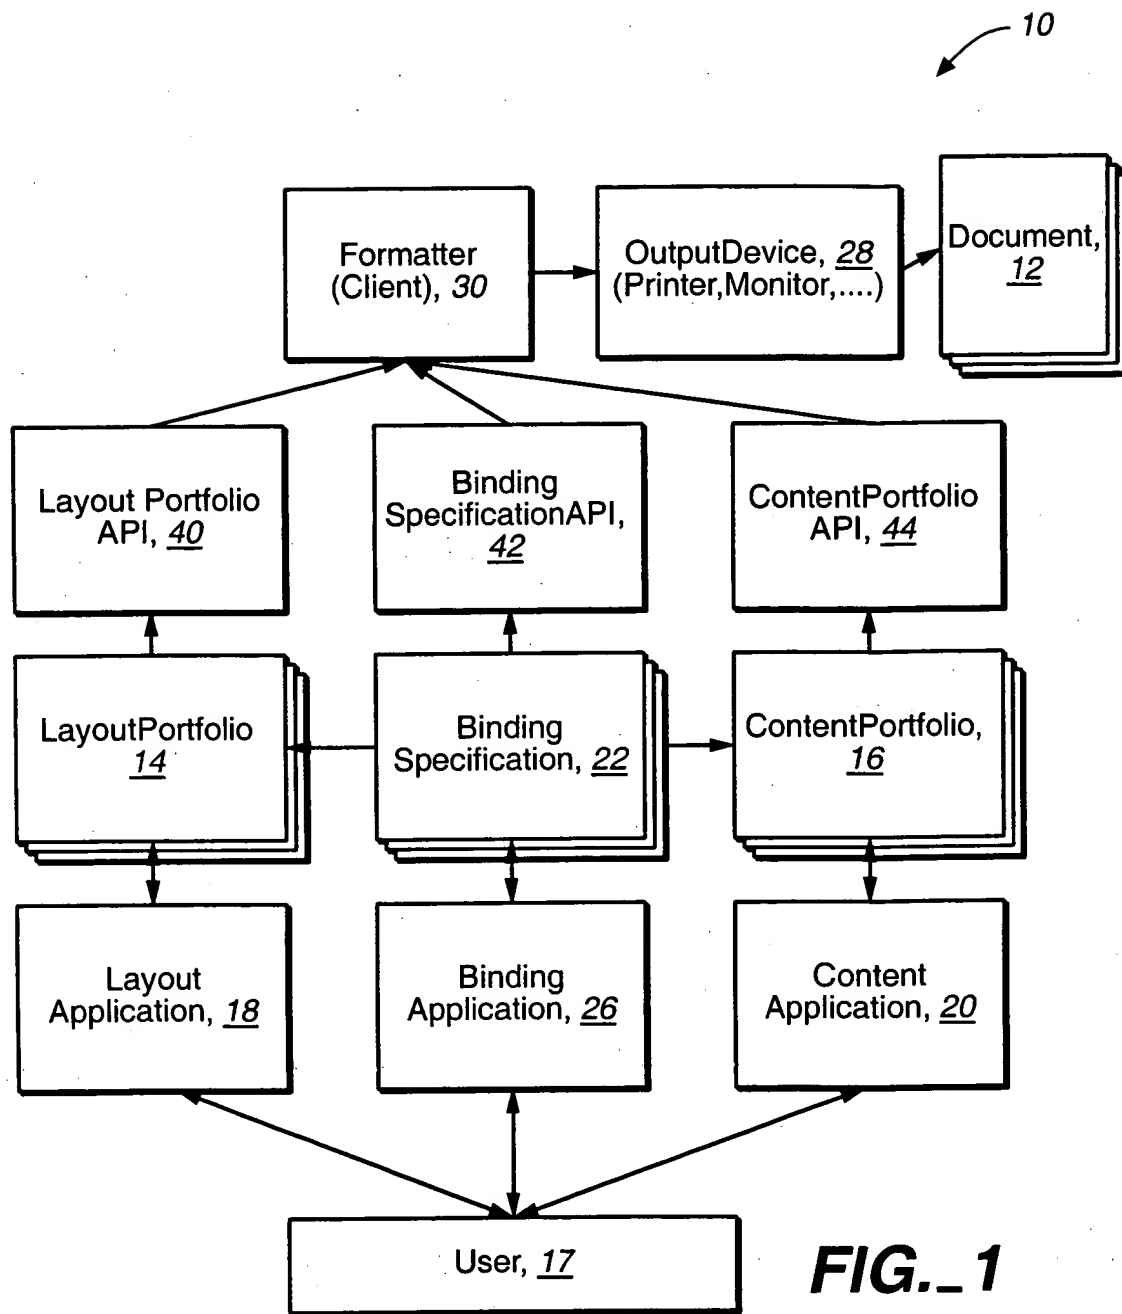 10
Formatter
(Client), 30
OutputDevice, 28
(Printer,Monitor,....)
Document,
12
Layout Portfolio
API, 40
Binding
SpecificationAPI,
42
ContentPortfolio
API, 44
LayoutPortfolio
14
Binding
Specification, 22
ContentPortfolio,
16
Layout
Application, 18
Binding
Application, 26
Content
Application, 20
User, 17
FIG._1